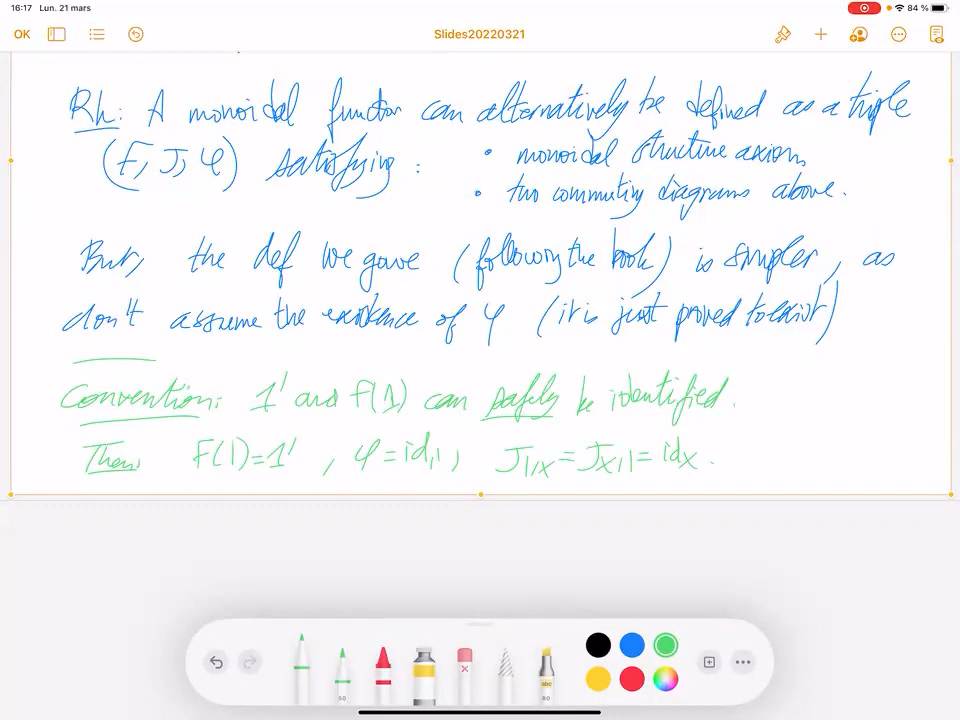 16:17 Lun. 21 mars
84 %
OK
Slides20220321
Rk: A monoidal functor can alternatively be defined as a triple
(F, J, φ) satisfying : • monoidal structure axiom,
• two commuting diagrams above.
But, the def we gave (following the book) is simpler, as
don't assume the existence of φ (it is just proved to exist)
Convention: 1' and F(1) can safely be identified.
Then: F(1)=1' , φ=id₁' , J₁,X = JX,1 = idX .